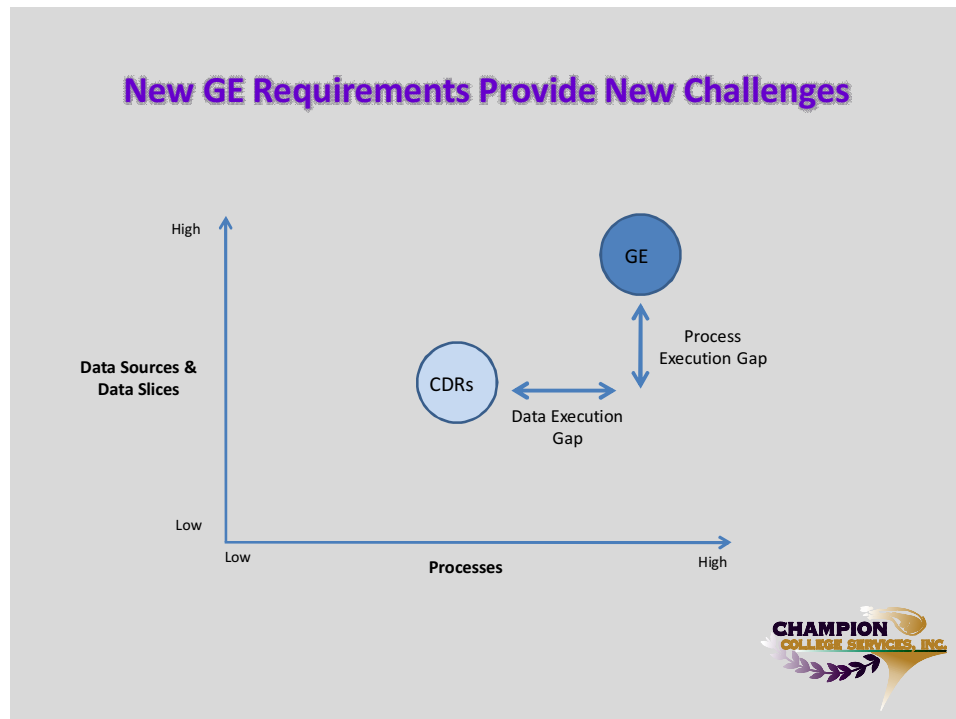 New GE Requirements Provide New Challenges
High
GE
Process
Execution Gap
Data Sources &
Data Slices
CDRs
Data Execution
Gap
Low
Low
Processes
High
CHAMPION
COLLEGE SERVICES, INC.